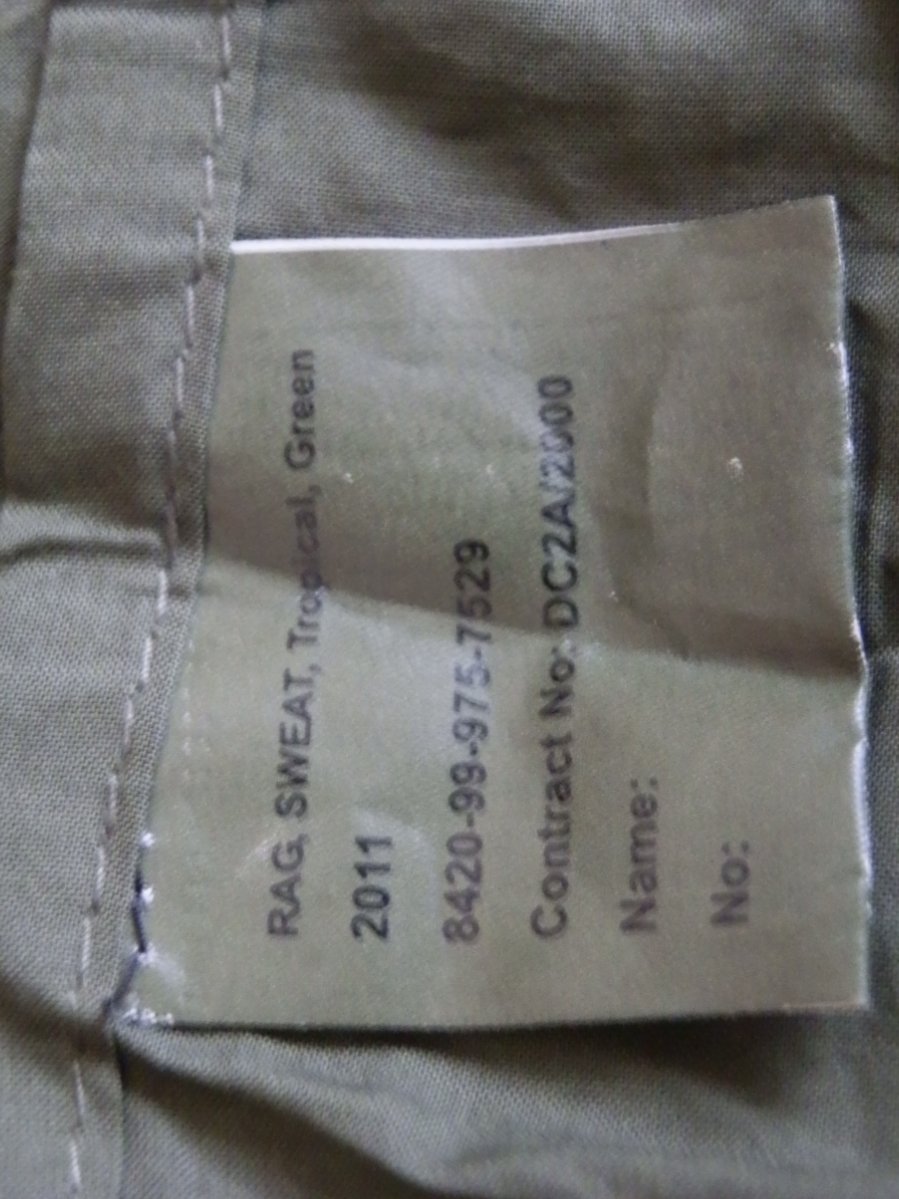 RAG, SWEAT, Tropical, Green
2011
8420-99-975-7529
Contract No: DC2A/2000
Name:
No: